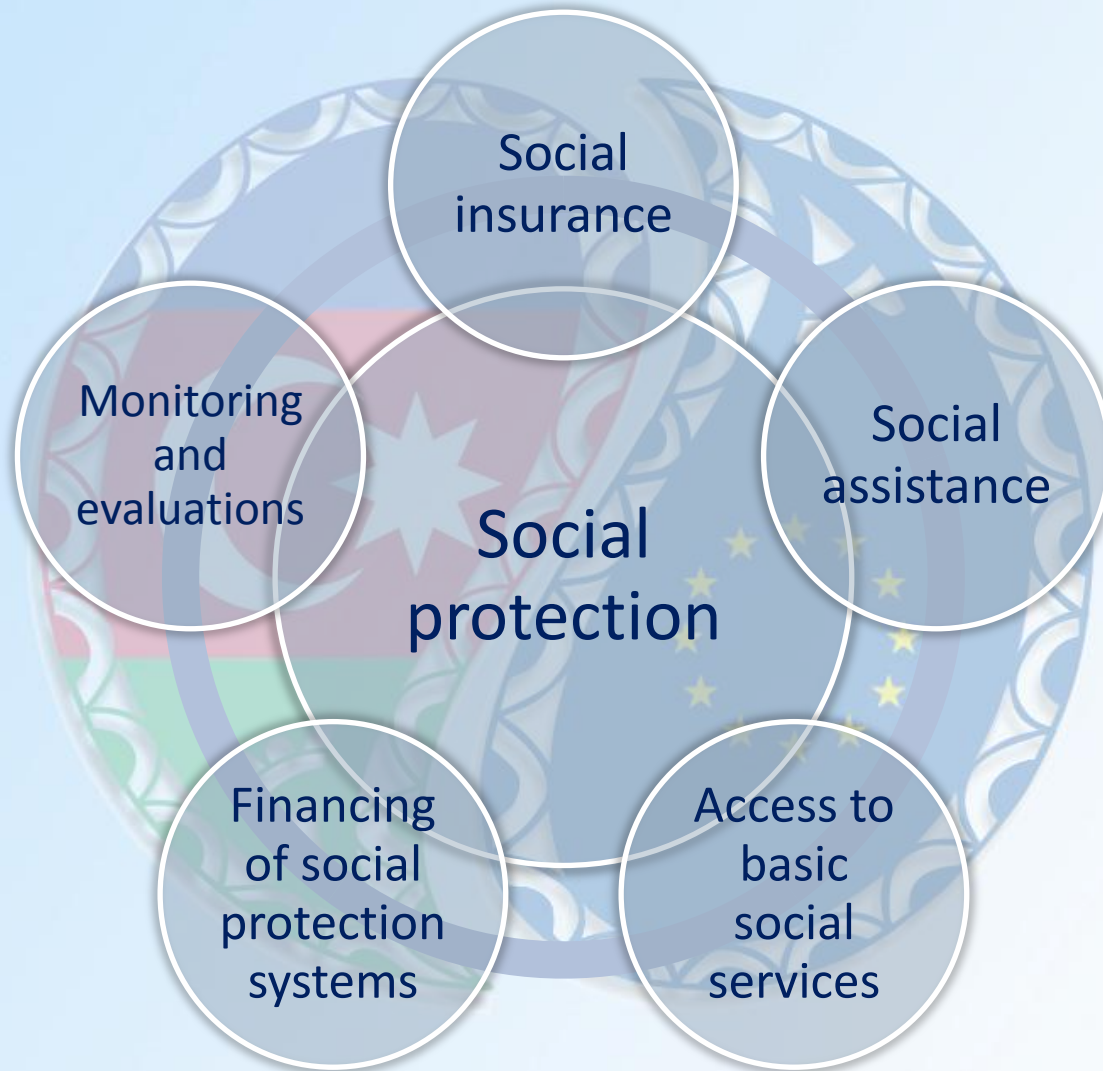 Social
insurance
Social
assistance
Access to
basic
social
services
Financing
of social
protection
systems
Monitoring
and
evaluations
Social
protection